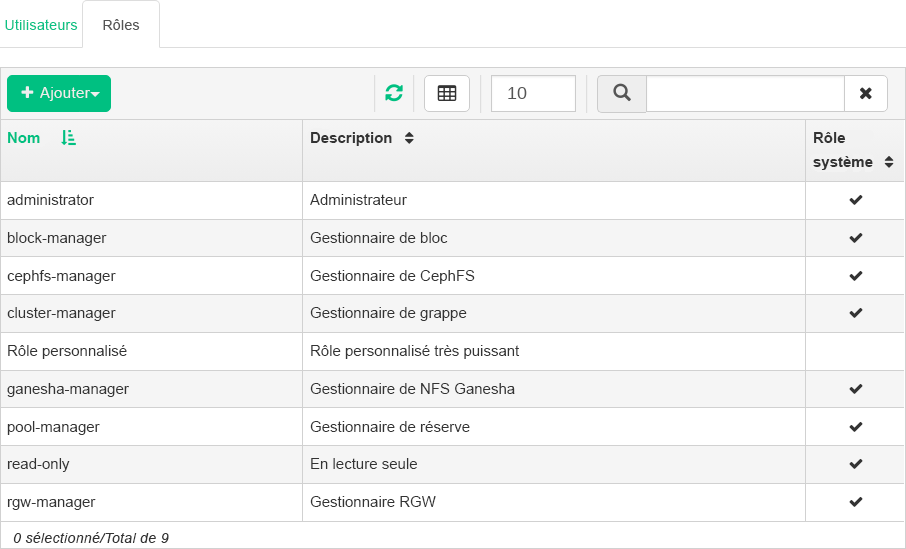 Utilisateurs Rôles
Ajouter 10
Nom Description Rôle
système
administrator Administrateur
block-manager Gestionnaire de bloc
cephfs-manager Gestionnaire de CephFS
cluster-manager Gestionnaire de grappe
Rôle personnalisé Rôle personnalisé très puissant
ganesha-manager Gestionnaire de NFS Ganesha
pool-manager Gestionnaire de réserve
read-only En lecture seule
rgw-manager Gestionnaire RGW
0 sélectionné/Total de 9